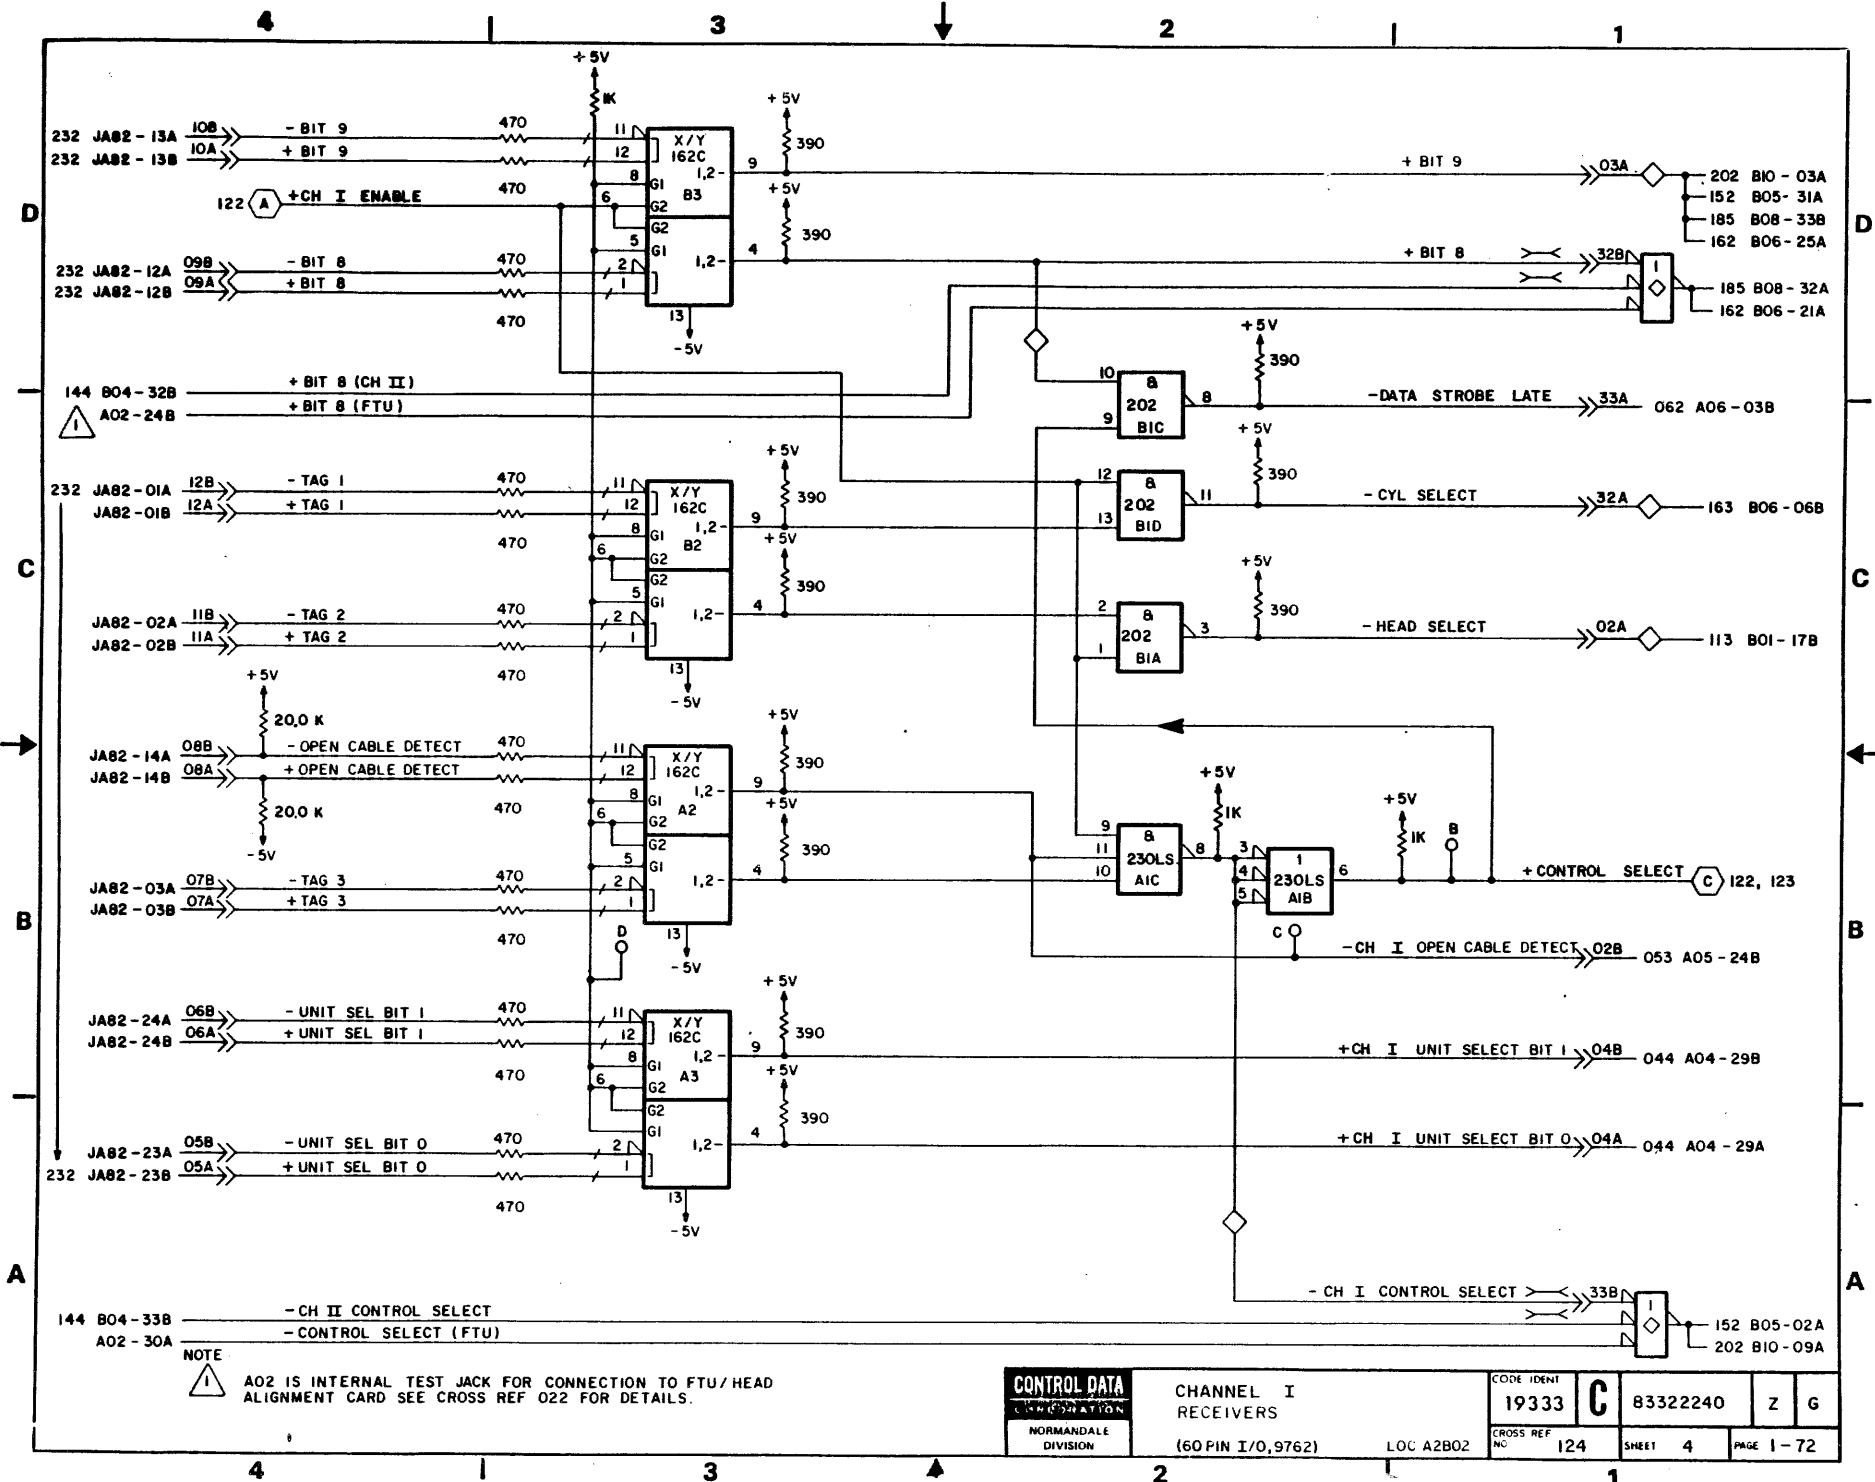 4 3 2 1
+5V
1K
232 JA82-13A 10B -BIT 9 470 11
232 JA82-13B 10A +BIT 9 12
470
X/Y
162C
1,2-
B3
8 G1
6 G2
G2
5 G1
1,2-
9 +5V 390 +BIT 9 03A 202 B10-03A
152 B05-31A
185 B08-33B
162 B06-25A
D D
122 A +CH I ENABLE
+5V
390
4 +BIT 8 32B
232 JA82-12A 09B -BIT 8 470 2
232 JA82-12B 09A +BIT 8 1
470
13
-5V
1
185 B08-32A
162 B06-21A
144 B04-32B +BIT 8 (CH II)
1 A02-24B +BIT 8 (FTU)
10
9
&
202
B1C
8
+5V
390
-DATA STROBE LATE 33A 062 A06-03B
232 JA82-01A 12B -TAG 1 470 11
JA82-01B 12A +TAG 1 12
470
X/Y
162C
1,2-
B2
8 G1
6 G2
G2
5 G1
1,2-
9 +5V 390
12
13
&
202
B1D
11
+5V
390
-CYL SELECT 32A 163 B06-06B
C C
JA82-02A 11B -TAG 2 470 2
JA82-02B 11A +TAG 2 1
470
13
-5V
4 +5V 390
2
1
&
202
B1A
3
+5V
390
-HEAD SELECT 02A 113 B01-17B
+5V
20.0 K
JA82-14A 08B -OPEN CABLE DETECT 470 11
JA82-14B 08A +OPEN CABLE DETECT 12
470
20.0 K
-5V
X/Y
162C
1,2-
A2
8 G1
6 G2
G2
5 G1
1,2-
9 +5V 390
4 +5V 390
JA82-03A 07B -TAG 3 470 2
JA82-03B 07A +TAG 3 1
470
13
-5V
D
9
11
10
&
230LS
A1C
8
+5V
1K
3
4
5
1
230LS
A1B
6
+5V
1K
B
+CONTROL SELECT C 122, 123
B B
C
-CH I OPEN CABLE DETECT 02B 053 A05-24B
JA82-24A 06B -UNIT SEL BIT 1 470 11
JA82-24B 06A +UNIT SEL BIT 1 12
470
X/Y
162C
1,2-
A3
8 G1
6 G2
G2
G1
1,2-
9 +5V 390 +CH I UNIT SELECT BIT 1 04B 044 A04-29B
4 +5V 390 +CH I UNIT SELECT BIT 0 04A 044 A04-29A
JA82-23A 05B -UNIT SEL BIT 0 470 2
232 JA82-23B 05A +UNIT SEL BIT 0 1
470
13
-5V
A A
-CH I CONTROL SELECT 33B
144 B04-33B -CH II CONTROL SELECT
A02-30A -CONTROL SELECT (FTU)
1
152 B05-02A
202 B10-09A
NOTE
1 A02 IS INTERNAL TEST JACK FOR CONNECTION TO FTU/HEAD
ALIGNMENT CARD SEE CROSS REF 022 FOR DETAILS.
CONTROL DATA
CORPORATION
NORMANDALE
DIVISION
CHANNEL I
RECEIVERS
(60 PIN I/O,9762) LOC A2B02
CODE IDENT
19333 C 83322240 Z G
CROSS REF
NO 124 SHEET 4 PAGE 1-72
4 3 2 1